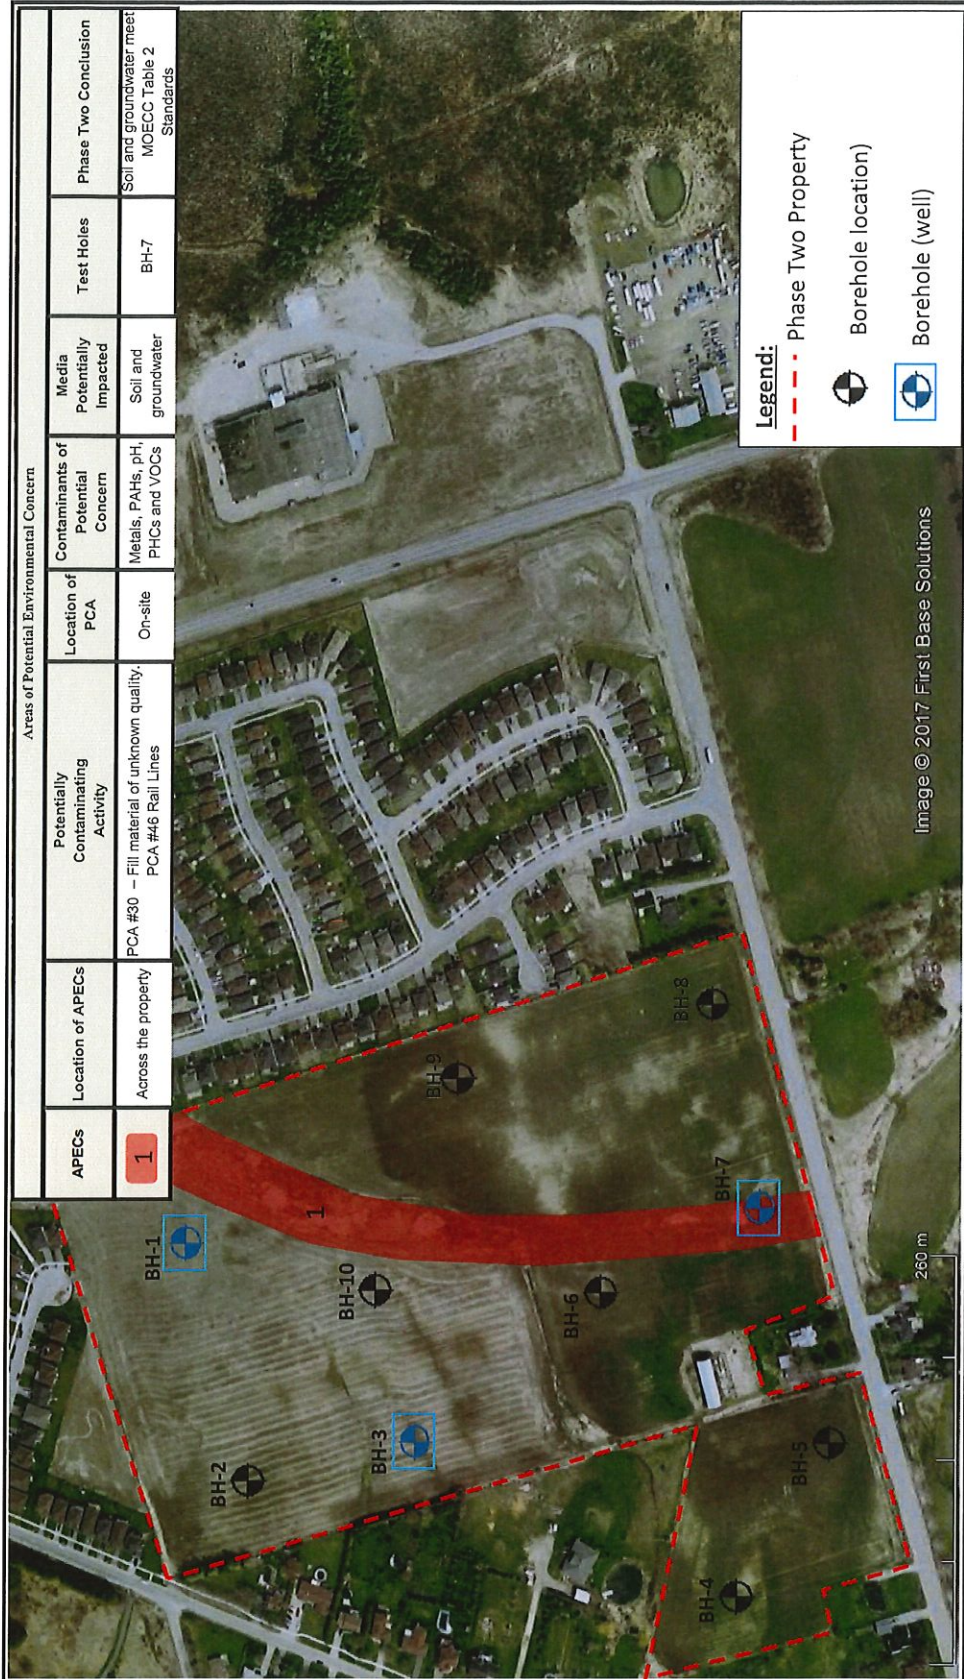 Areas of Potential Environmental Concern
APECs
Location of APECs
Potentially
Contaminating
Activity
Location of
PCA
Contaminants of
Potential
Concern
Media
Potentially
Impacted
Test Holes
Phase Two Conclusion
1
Across the property
PCA #30 – Fill material of unknown quality.
PCA #46 Rail Lines
On-site
Metals, PAHs, pH,
PHCs and VOCs
Soil and
groundwater
BH-7
Soil and groundwater meet
MOECC Table 2
Standards
BH-1
1
BH-2
BH-10
BH-3
BH-9
BH-6
BH-8
BH-7
BH-4
BH-5
Legend:
Phase Two Property
Borehole location)
Borehole (well)
260 m
Image © 2017 First Base Solutions